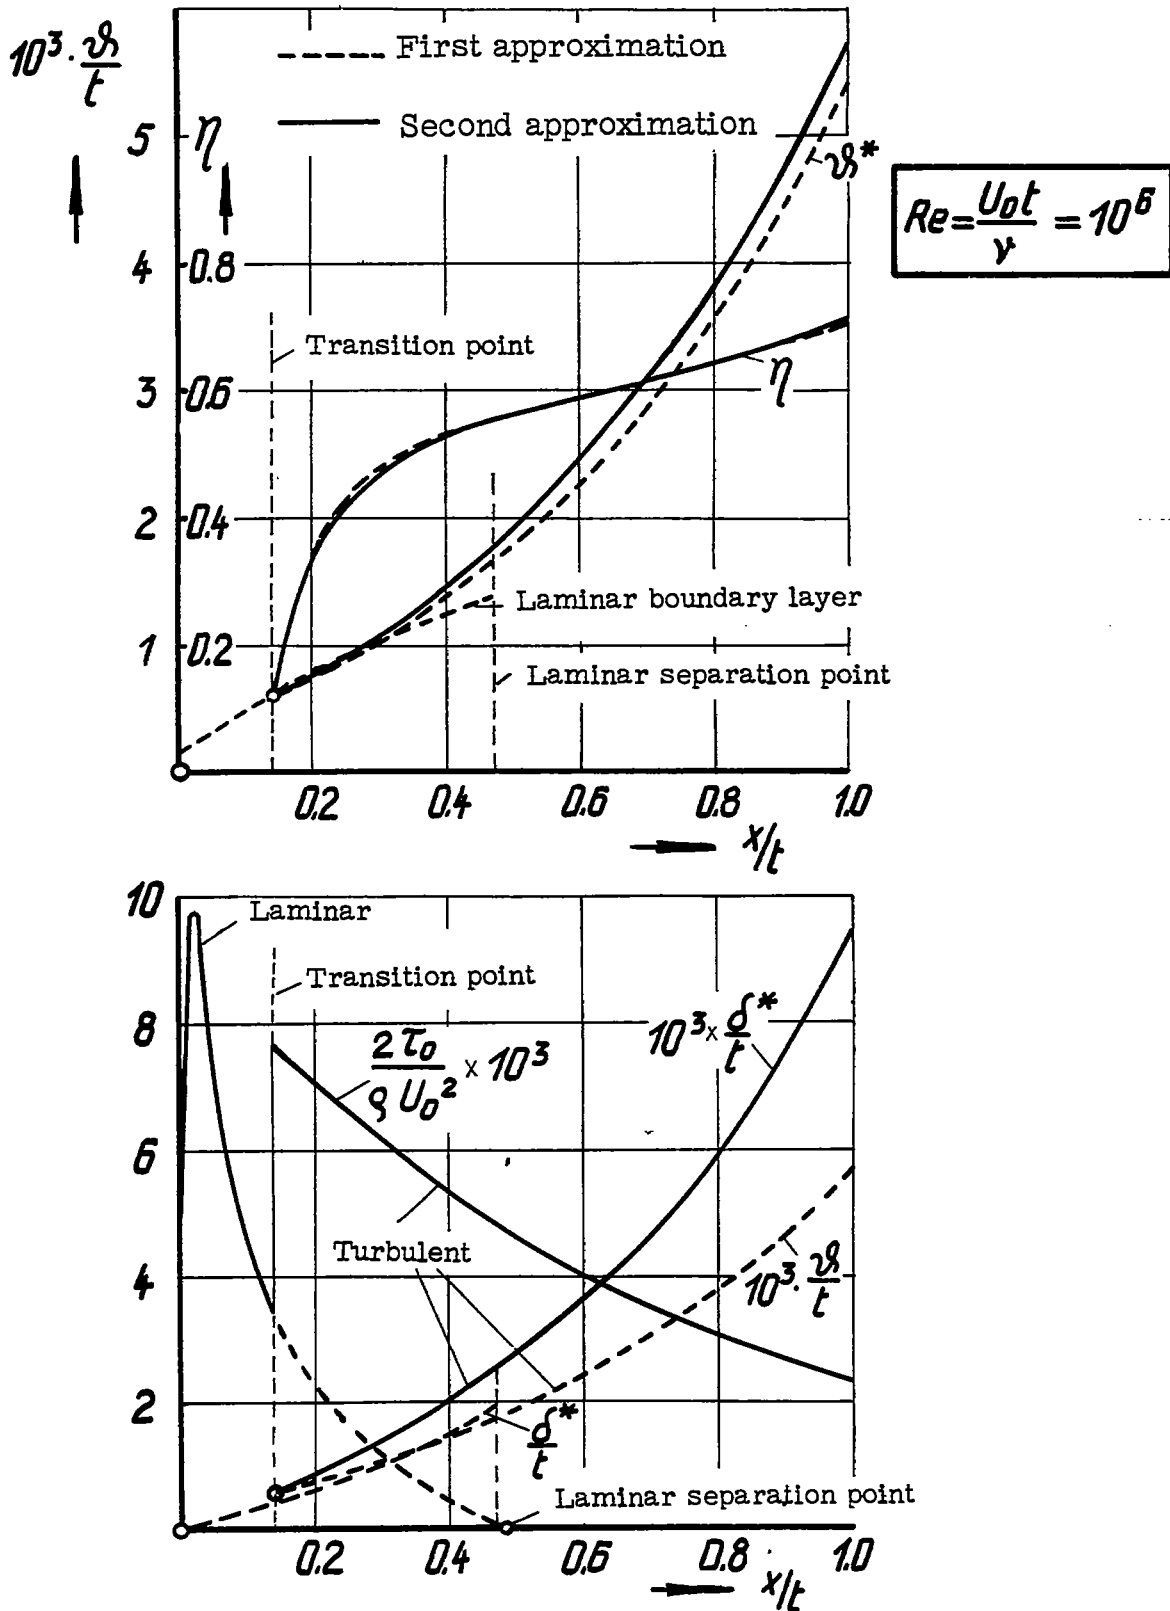 10³·ϑ/t
First approximation
Second approximation
5 η
ϑ*
Re = U₀t/ν = 10⁶
4 0.8
Transition point
3 0.6
η
2 0.4
Laminar boundary layer
1 0.2
Laminar separation point
0.2 0.4 0.6 0.8 1.0
x/t
10
Laminar
Transition point
8
2τ₀/ρU₀² × 10³
10³ × δ*/t
6
Turbulent
4
10³·ϑ/t
2
δ*/t
Laminar separation point
0.2 0.4 0.6 0.8 1.0
x/t